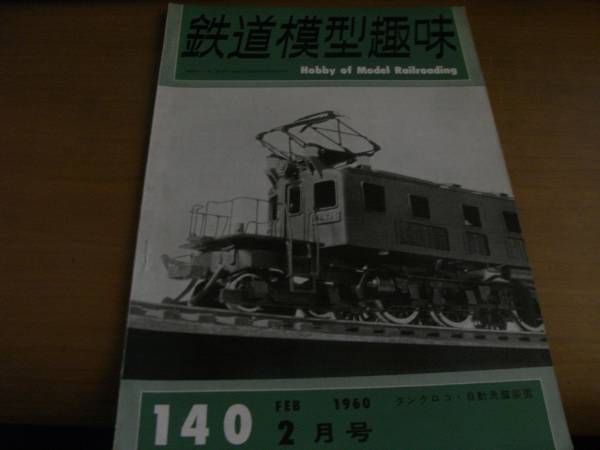 鉄道模型趣味
Hobby of Model Railroading
140
FEB 1960
2月号
タンクロコ・自動洗滌装置